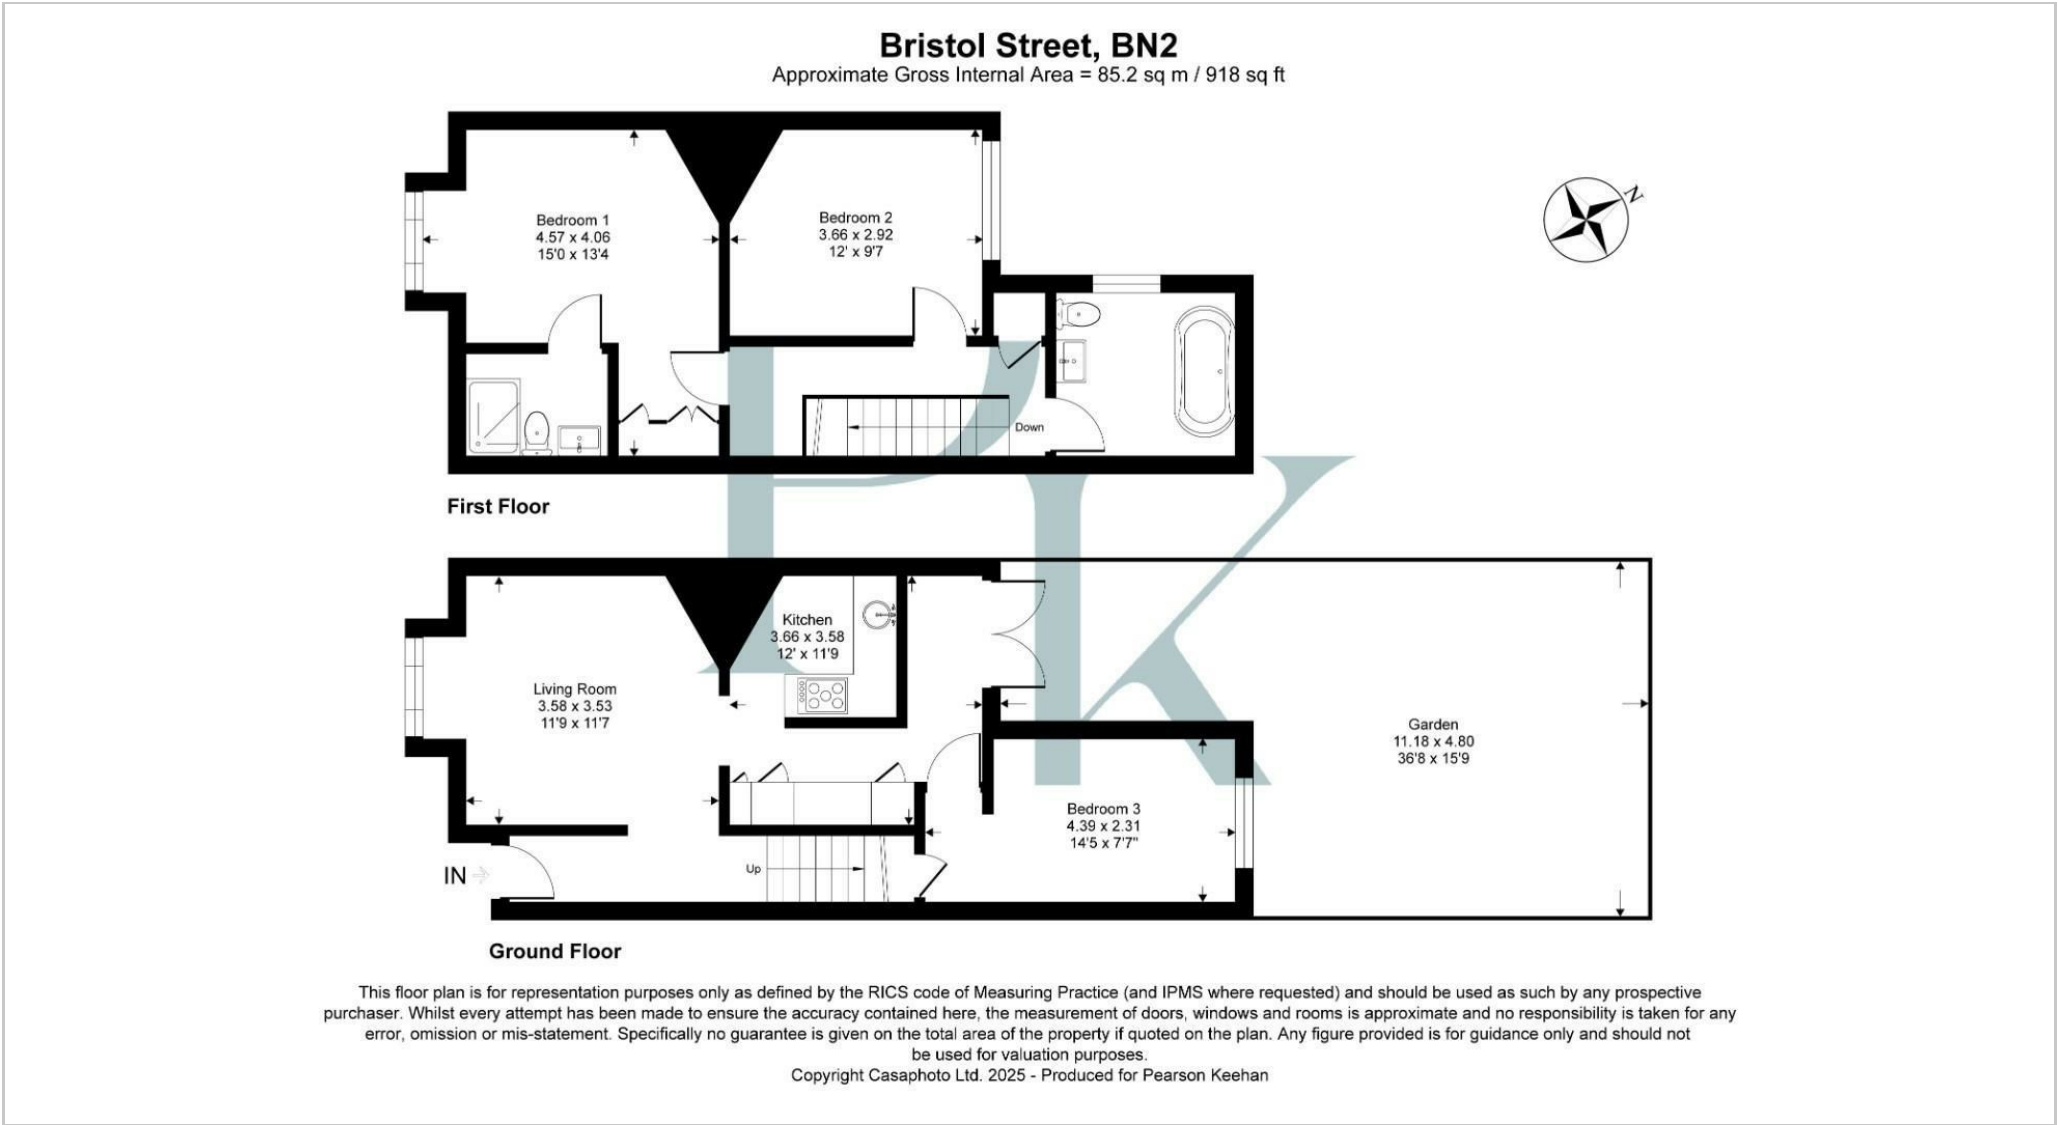 Bristol Street, BN2
Approximate Gross Internal Area = 85.2 sq m / 918 sq ft
N
Bedroom 1
4.57 x 4.06
15'0 x 13'4
Bedroom 2
3.66 x 2.92
12' x 9'7
Down
First Floor
PK
Kitchen
3.66 x 3.58
12' x 11'9
Living Room
3.58 x 3.53
11'9 x 11'7
Garden
11.18 x 4.80
36'8 x 15'9
Bedroom 3
4.39 x 2.31
14'5 x 7'7"
IN
Up
Ground Floor
This floor plan is for representation purposes only as defined by the RICS code of Measuring Practice (and IPMS where requested) and should be used as such by any prospective
purchaser. Whilst every attempt has been made to ensure the accuracy contained here, the measurement of doors, windows and rooms is approximate and no responsibility is taken for any
error, omission or mis-statement. Specifically no guarantee is given on the total area of the property if quoted on the plan. Any figure provided is for guidance only and should not
be used for valuation purposes.
Copyright Casaphoto Ltd. 2025 - Produced for Pearson Keehan